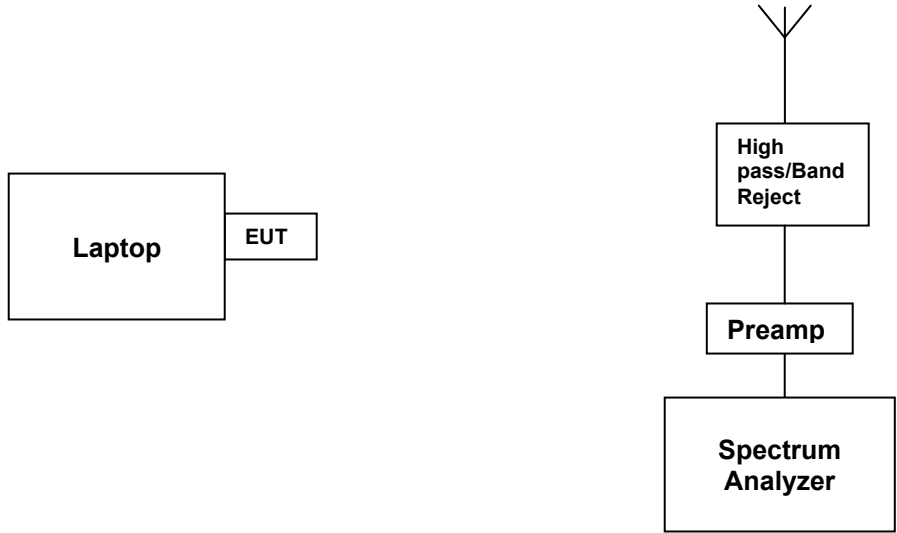 Laptop
EUT
High
pass/Band
Reject
Preamp
Spectrum
Analyzer